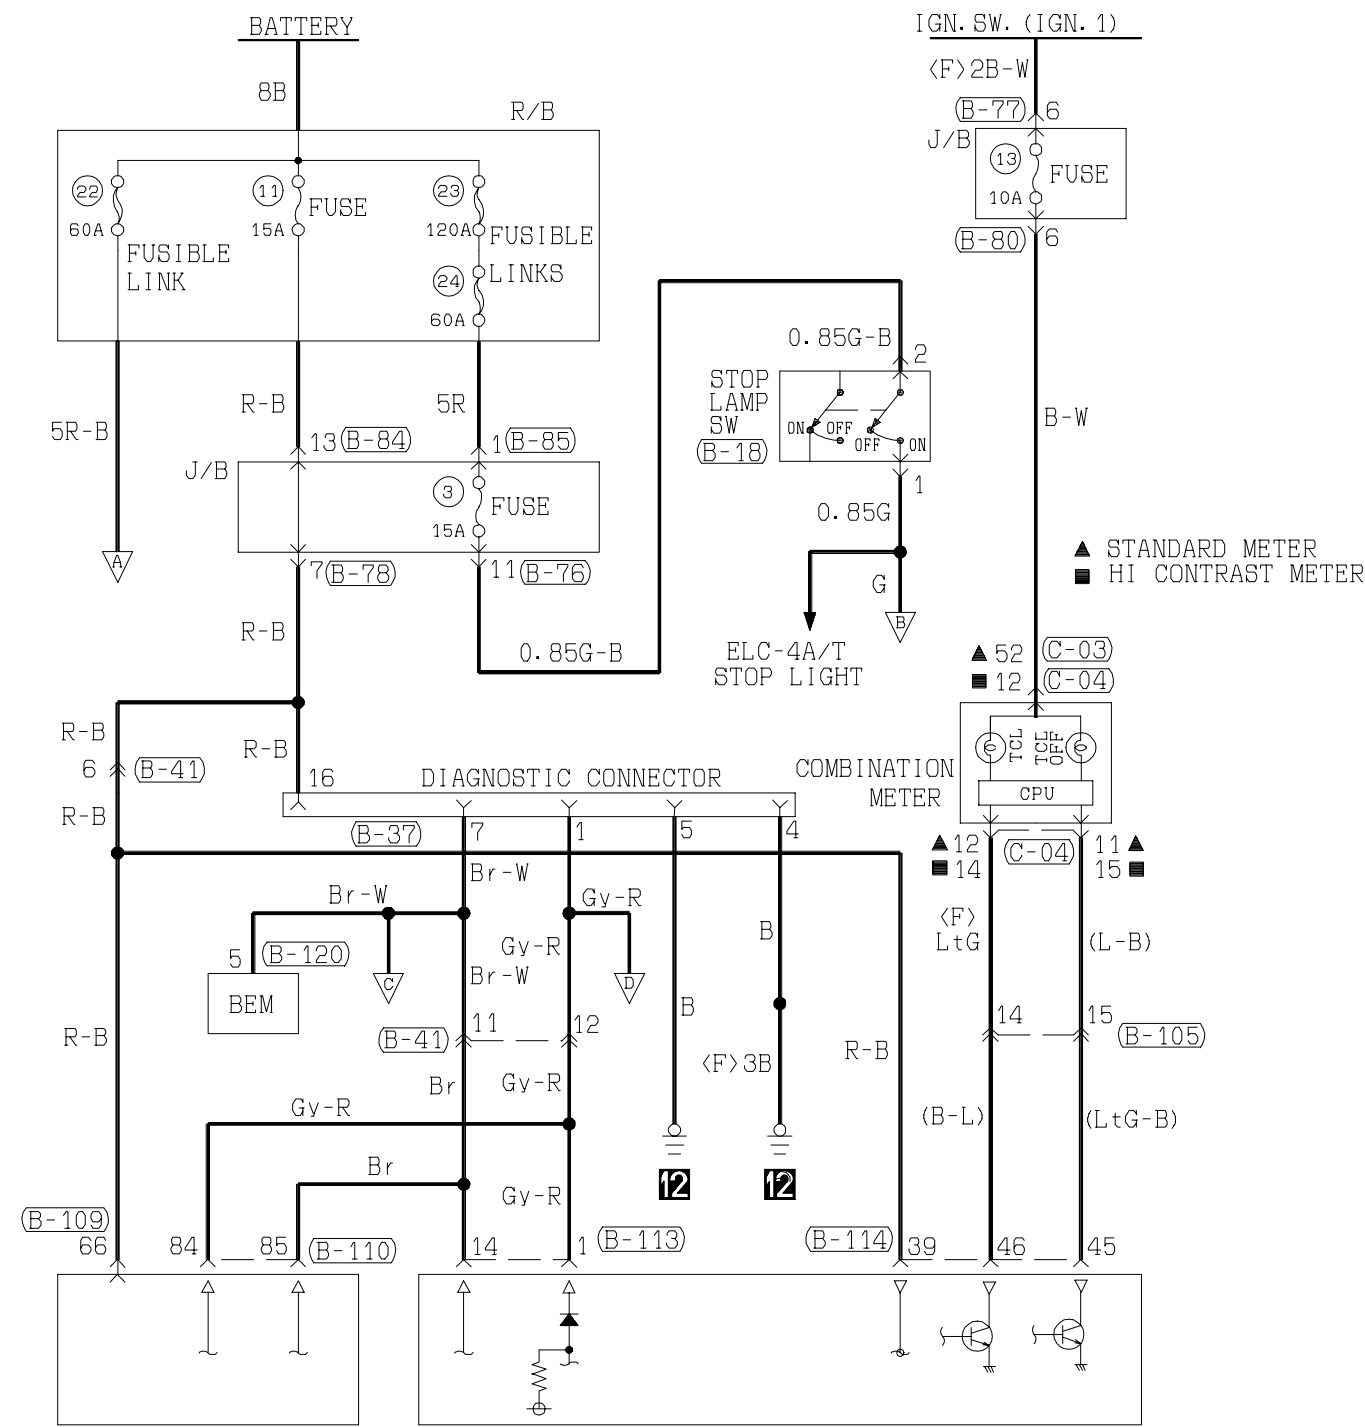 BATTERY
IGN.SW.(IGN.1)
8B
<F>2B-W
R/B
(B-77) 6
J/B
22
11
23
13
FUSE
FUSE
60A
15A
120A
10A
FUSIBLE
LINKS
FUSIBLE
LINK
24
60A
(B-80) 6
0.85G-B
2
STOP
LAMP
SW
(B-18)
ON
OFF
OFF
ON
R-B
5R
5R-B
B-W
13 (B-84)
1 (B-85)
J/B
3
FUSE
15A
1
0.85G
A
7 (B-78)
11 (B-76)
▲ STANDARD METER
■ HI CONTRAST METER
G
B
R-B
0.85G-B
ELC-4A/T
STOP LIGHT
▲ 52 (C-03)
■ 12 (C-04)
R-B
R-B
6 (B-41)
16
DIAGNOSTIC CONNECTOR
COMBINATION
METER
TCL
TCL
OFF
CPU
R-B
(B-37)
7
1
5
4
▲ 12
■ 14
(C-04)
11 ▲
15 ■
Br-W
Br-W
Gy-R
<F>
LtG
(L-B)
B
Gy-R
5 (B-120)
Br-W
C
D
BEM
B
R-B
(B-41)
11
12
14
15
(B-105)
R-B
<F>3B
Br
Gy-R
Gy-R
(B-L)
(LtG-B)
Br
12
12
Gy-R
(B-109)
66
84
85
(B-110)
14
1
(B-113)
(B-114)
39
46
45